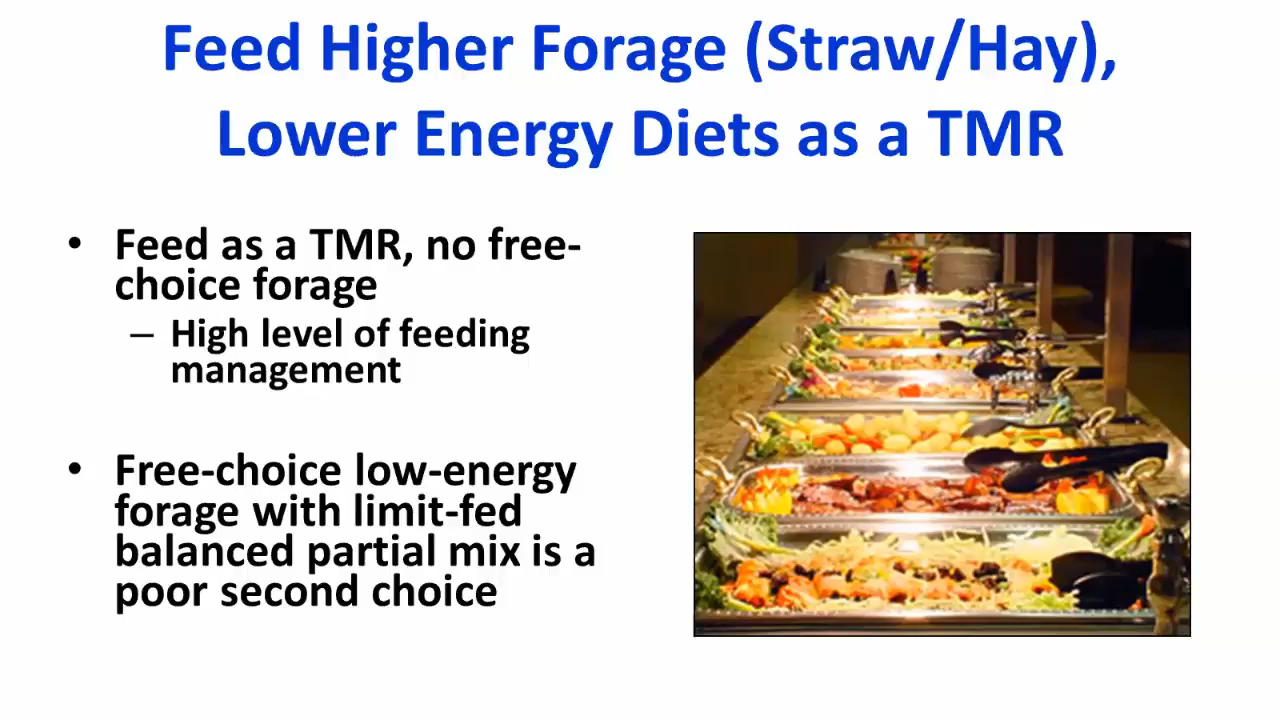 Feed Higher Forage (Straw/Hay),
Lower Energy Diets as a TMR
• Feed as a TMR, no free-
choice forage
– High level of feeding
management
• Free-choice low-energy
forage with limit-fed
balanced partial mix is a
poor second choice